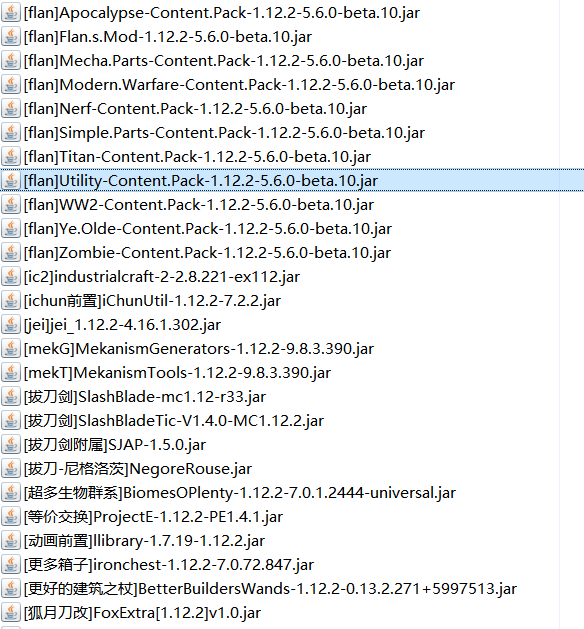 [flan]Apocalypse-Content.Pack-1.12.2-5.6.0-beta.10.jar
[flan]Flan.s.Mod-1.12.2-5.6.0-beta.10.jar
[flan]Mecha.Parts-Content.Pack-1.12.2-5.6.0-beta.10.jar
[flan]Modern.Warfare-Content.Pack-1.12.2-5.6.0-beta.10.jar
[flan]Nerf-Content.Pack-1.12.2-5.6.0-beta.10.jar
[flan]Simple.Parts-Content.Pack-1.12.2-5.6.0-beta.10.jar
[flan]Titan-Content.Pack-1.12.2-5.6.0-beta.10.jar
[flan]Utility-Content.Pack-1.12.2-5.6.0-beta.10.jar
[flan]WW2-Content.Pack-1.12.2-5.6.0-beta.10.jar
[flan]Ye.Olde-Content.Pack-1.12.2-5.6.0-beta.10.jar
[flan]Zombie-Content.Pack-1.12.2-5.6.0-beta.10.jar
[ic2]industrialcraft-2-2.8.221-ex112.jar
[ichun前置]iChunUtil-1.12.2-7.2.2.jar
[jei]jei_1.12.2-4.16.1.302.jar
[mekG]MekanismGenerators-1.12.2-9.8.3.390.jar
[mekT]MekanismTools-1.12.2-9.8.3.390.jar
[拔刀剑]SlashBlade-mc1.12-r33.jar
[拔刀剑]SlashBladeTic-V1.4.0-MC1.12.2.jar
[拔刀剑附属]SJAP-1.5.0.jar
[拔刀-尼格洛茨]NegoreRouse.jar
[超多生物群系]BiomesOPlenty-1.12.2-7.0.1.2444-universal.jar
[等价交换]ProjectE-1.12.2-PE1.4.1.jar
[动画前置]llibrary-1.7.19-1.12.2.jar
[更多箱子]ironchest-1.12.2-7.0.72.847.jar
[更好的建筑之杖]BetterBuildersWands-1.12.2-0.13.2.271+5997513.jar
[狐月刀改]FoxExtra[1.12.2]v1.0.jar